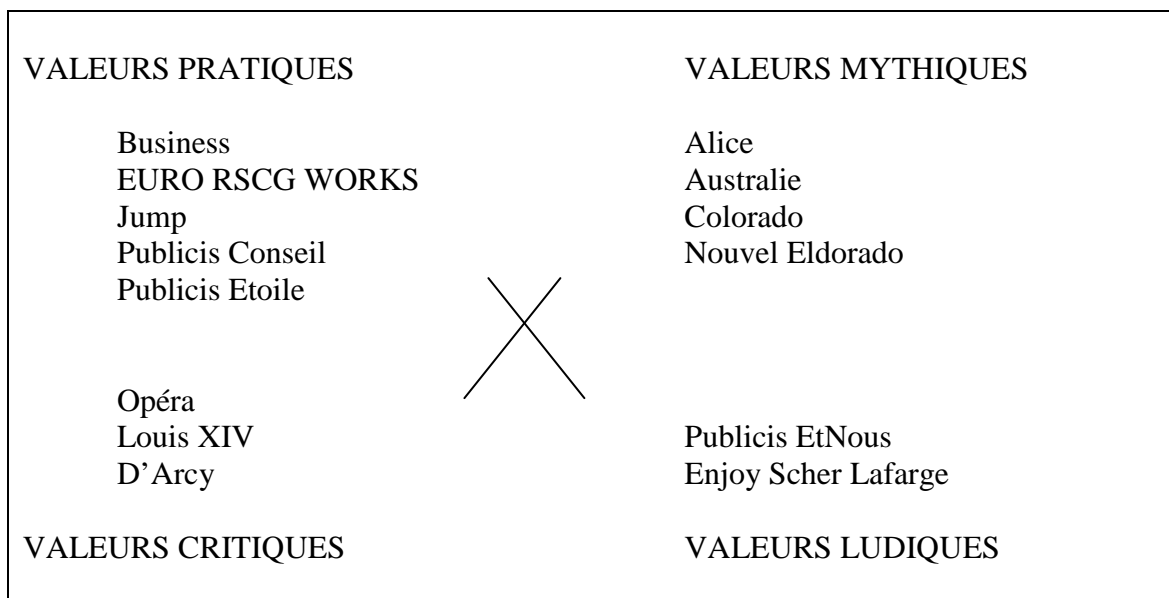 VALEURS PRATIQUES VALEURS MYTHIQUES
Business Alice
EURO RSCG WORKS Australie
Jump Colorado
Publicis Conseil Nouvel Eldorado
Publicis Etoile
Opéra
Louis XIV Publicis EtNous
D’Arcy Enjoy Scher Lafarge
VALEURS CRITIQUES VALEURS LUDIQUES